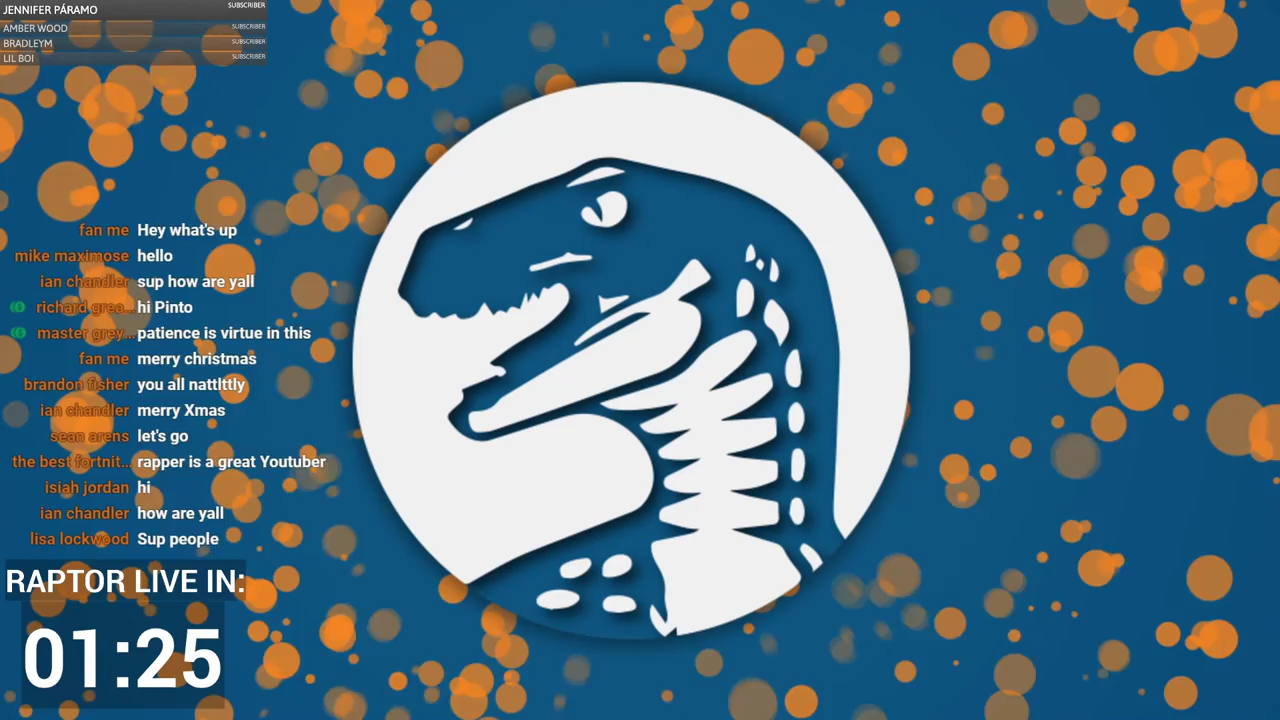 JENNIFER PÁRAMO SUBSCRIBER
AMBER WOOD SUBSCRIBER
BRADLEYM SUBSCRIBER
LIL BOI SUBSCRIBER
fan me Hey what's up
mike maximose hello
ian chandler sup how are yall
richard grea... hi Pinto
master grey... patience is virtue in this
fan me merry christmas
brandon fisher you all nattlttly
ian chandler merry Xmas
sean arens let's go
the best fortnit... rapper is a great Youtuber
isiah jordan hi
ian chandler how are yall
lisa lockwood Sup people
RAPTOR LIVE IN:
01:25